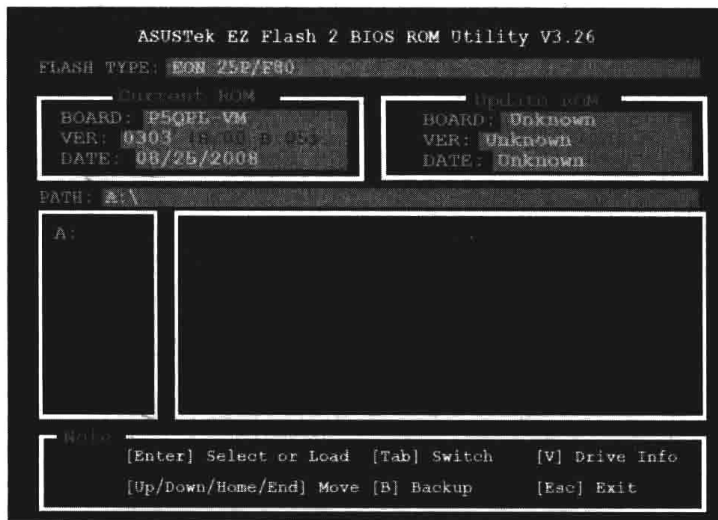 ASUSTek EZ Flash 2 BIOS ROM Utility V3.26
FLASH TYPE: EON 25P/F80
Current ROM
BOARD: P5QPL-VM
VER: 0303
DATE: 08/25/2008
Update ROM
BOARD: Unknown
VER: Unknown
DATE: Unknown
PATH: A:\
A:
Note
[Enter] Select or Load [Tab] Switch [V] Drive Info
[Up/Down/Home/End] Move [B] Backup [Esc] Exit